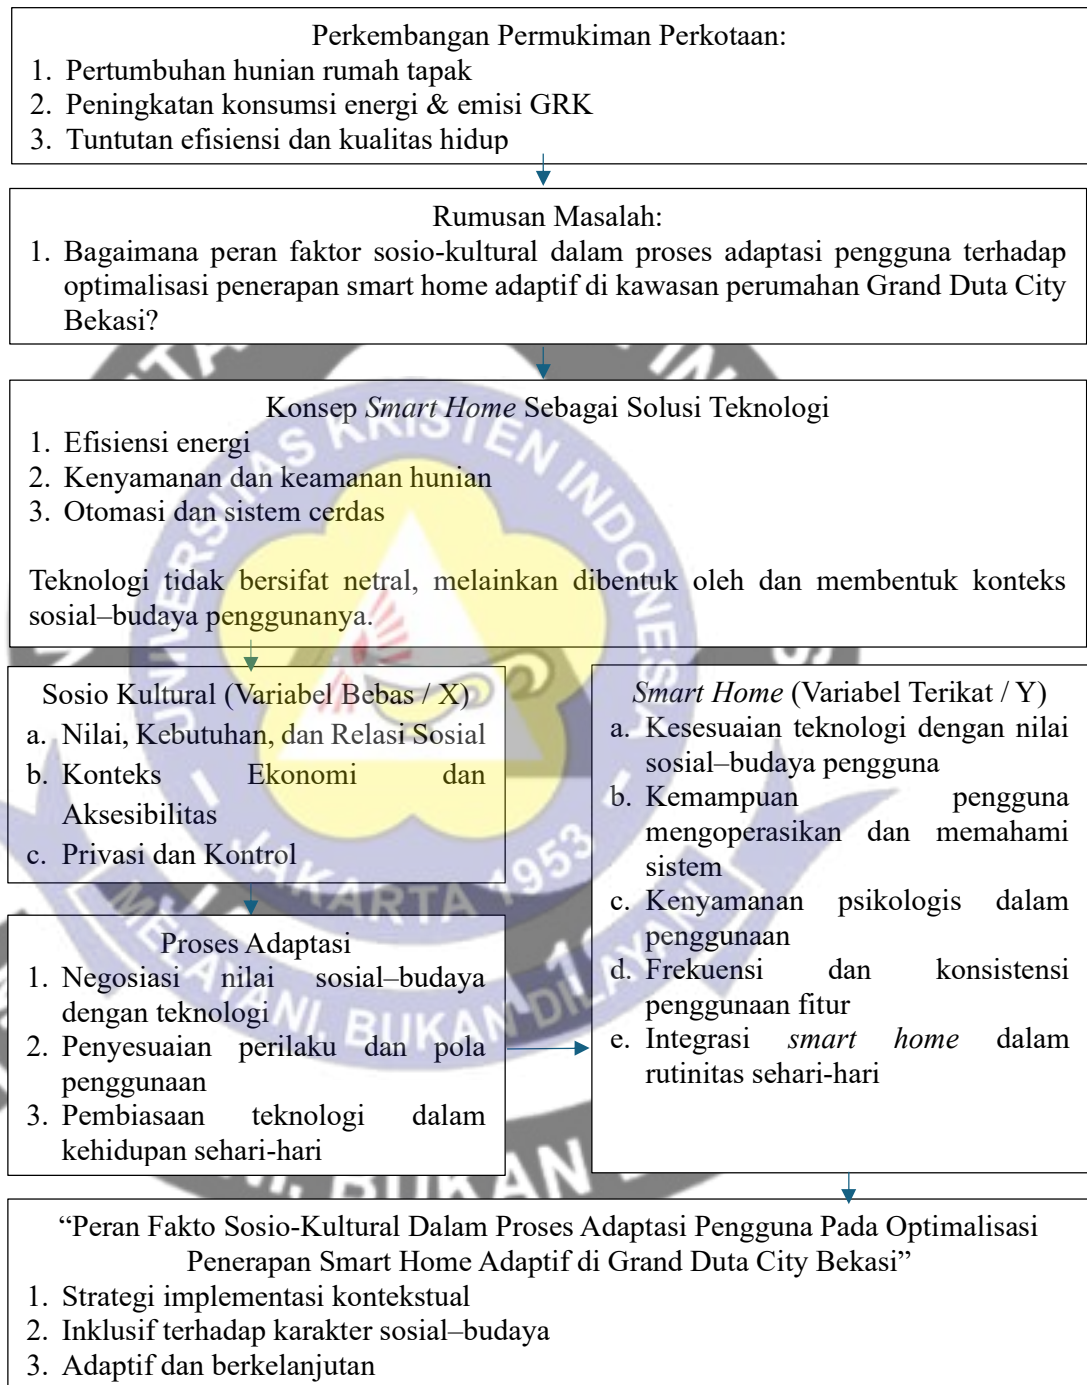 Perkembangan Permukiman Perkotaan:
1. Pertumbuhan hunian rumah tapak
2. Peningkatan konsumsi energi & emisi GRK
3. Tuntutan efisiensi dan kualitas hidup
Rumusan Masalah:
1. Bagaimana peran faktor sosio-kultural dalam proses adaptasi pengguna terhadap
optimalisasi penerapan smart home adaptif di kawasan perumahan Grand Duta City
Bekasi?
Konsep Smart Home Sebagai Solusi Teknologi
1. Efisiensi energi
2. Kenyamanan dan keamanan hunian
3. Otomasi dan sistem cerdas
Teknologi tidak bersifat netral, melainkan dibentuk oleh dan membentuk konteks
sosial–budaya penggunanya.
Sosio Kultural (Variabel Bebas / X)
a. Nilai, Kebutuhan, dan Relasi Sosial
b. Konteks Ekonomi dan
Aksesibilitas
c. Privasi dan Kontrol
Proses Adaptasi
1. Negosiasi nilai sosial–budaya
dengan teknologi
2. Penyesuaian perilaku dan pola
penggunaan
3. Pembiasaan teknologi dalam
kehidupan sehari-hari
Smart Home (Variabel Terikat / Y)
a. Kesesuaian teknologi dengan nilai
sosial–budaya pengguna
b. Kemampuan pengguna
mengoperasikan dan memahami
sistem
c. Kenyamanan psikologis dalam
penggunaan
d. Frekuensi dan konsistensi
penggunaan fitur
e. Integrasi smart home dalam
rutinitas sehari-hari
“Peran Fakto Sosio-Kultural Dalam Proses Adaptasi Pengguna Pada Optimalisasi
Penerapan Smart Home Adaptif di Grand Duta City Bekasi”
1. Strategi implementasi kontekstual
2. Inklusif terhadap karakter sosial–budaya
3. Adaptif dan berkelanjutan
UNIVERSITAS KRISTEN INDONESIA
JAKARTA 1953
MELAYANI, BUKAN DILAYANI